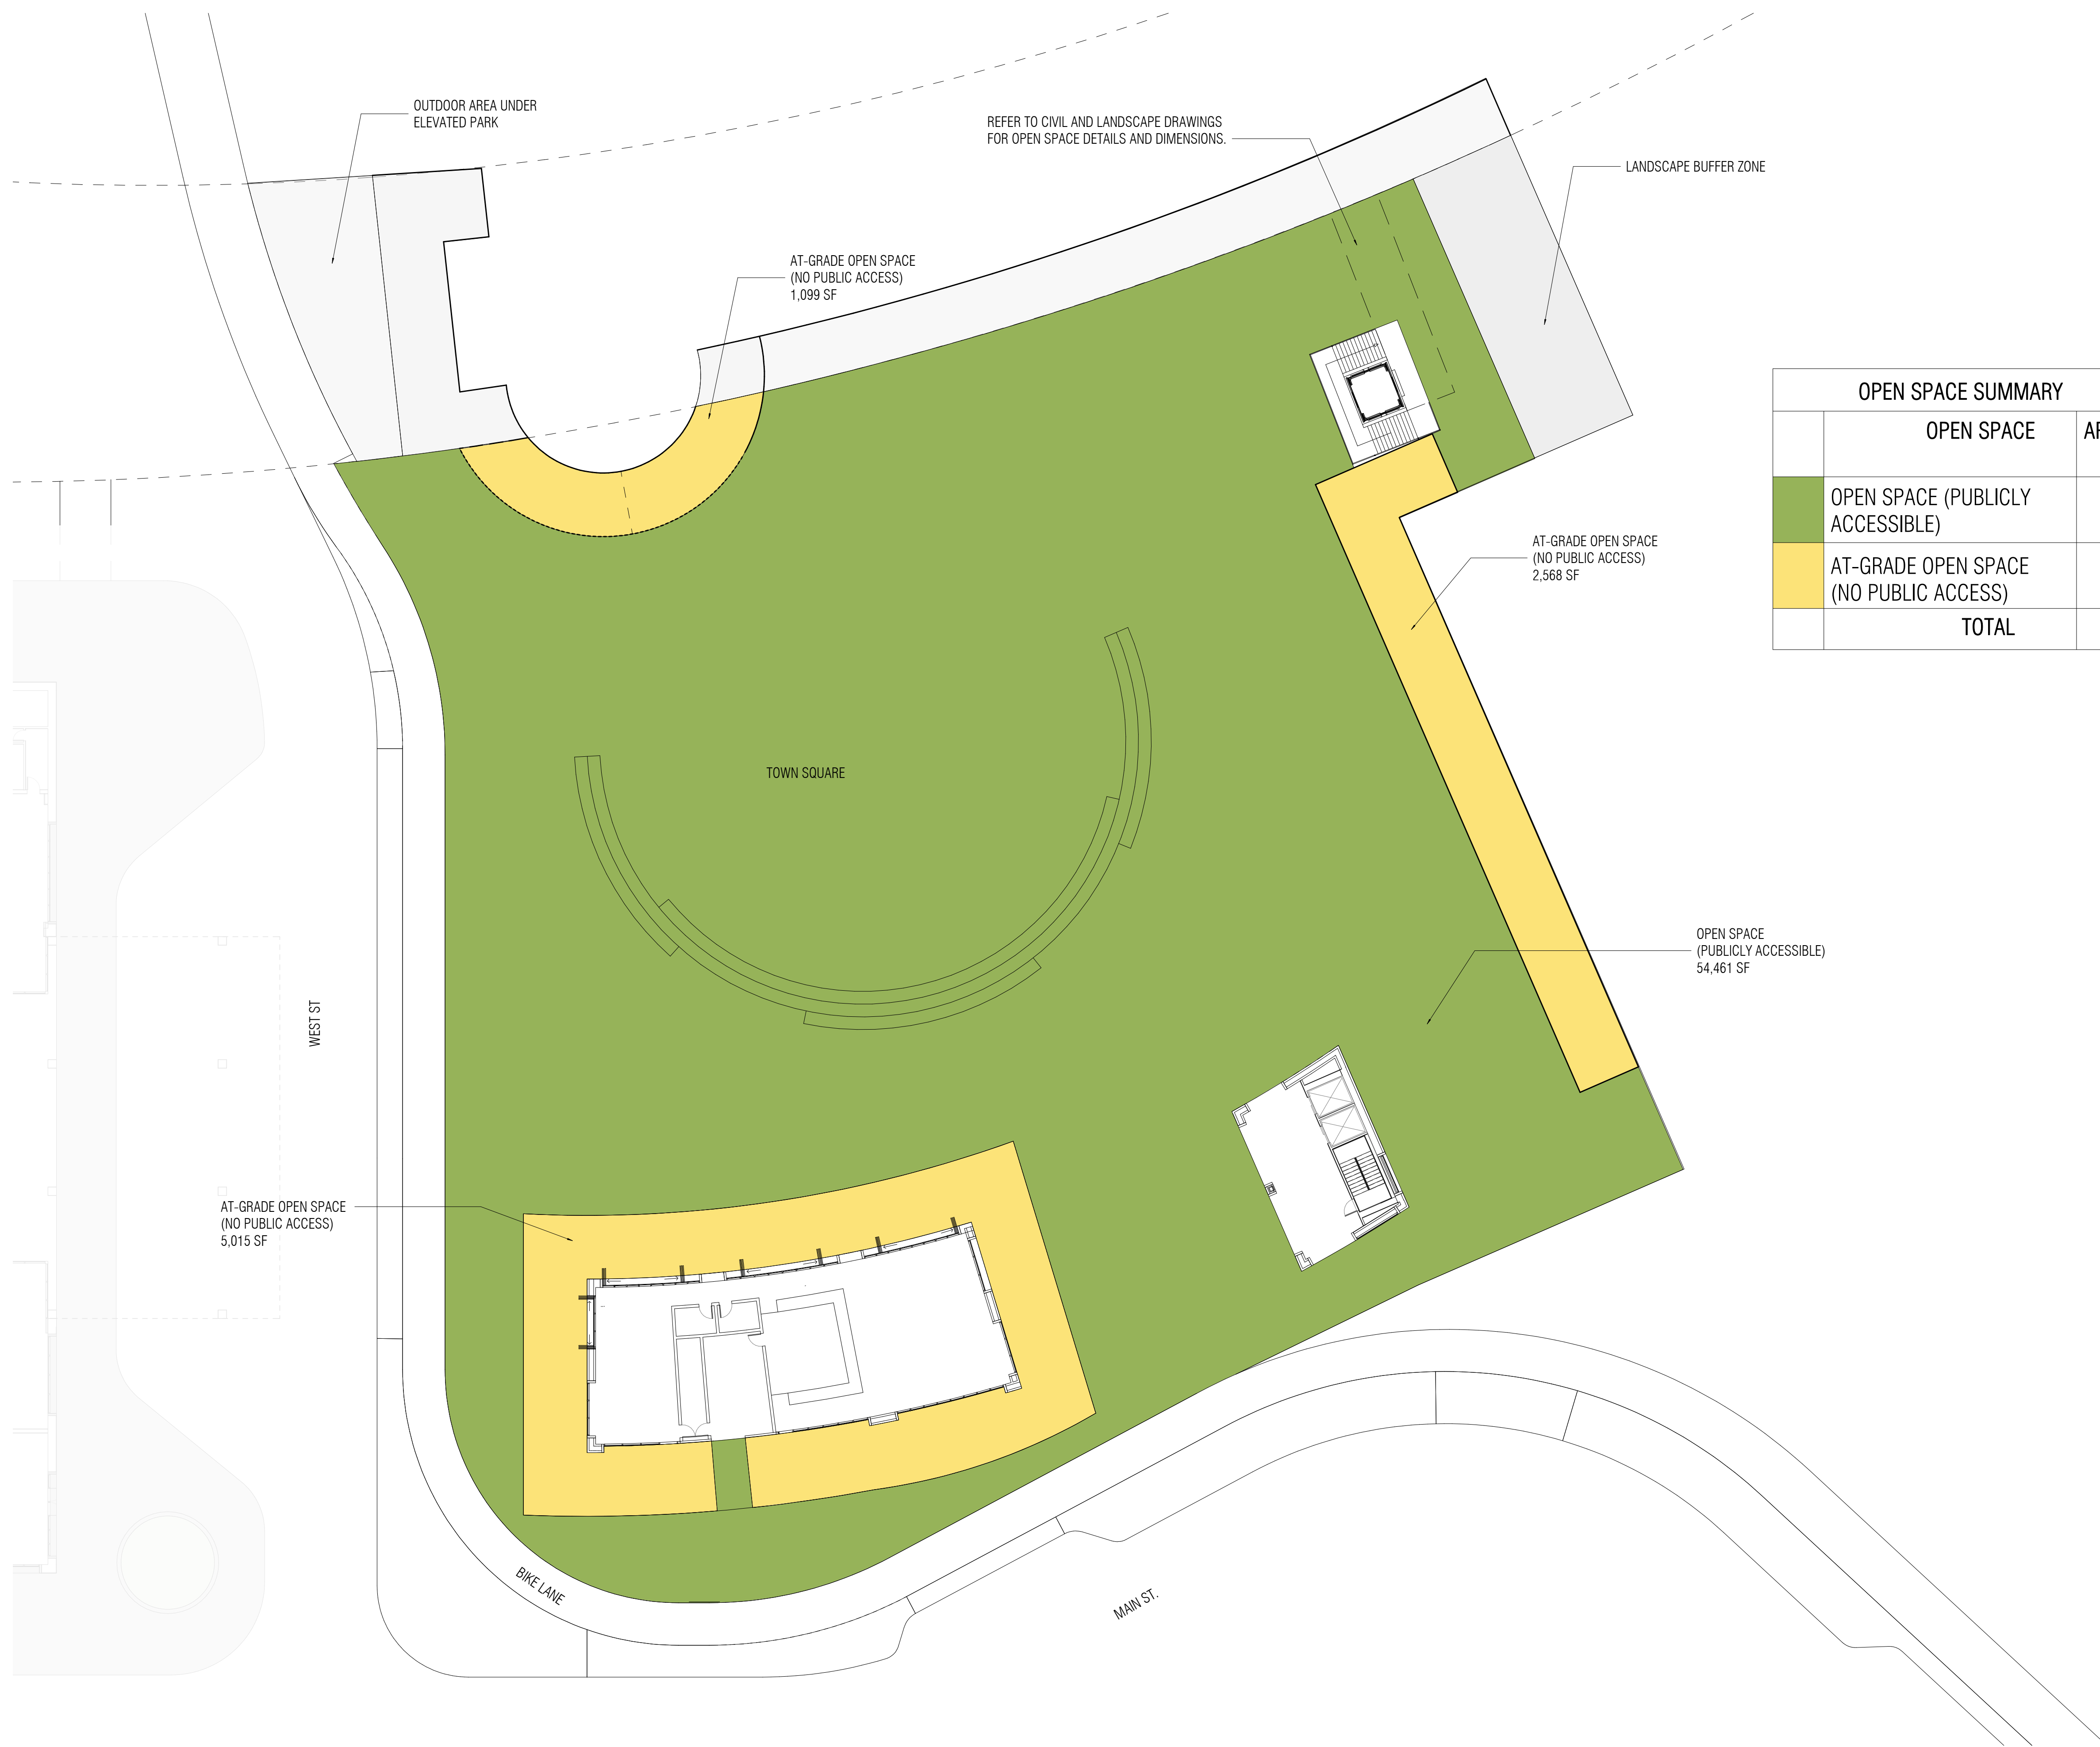 OUTDOOR AREA UNDER
ELEVATED PARK
REFER TO CIVIL AND LANDSCAPE DRAWINGS
FOR OPEN SPACE DETAILS AND DIMENSIONS.
LANDSCAPE BUFFER ZONE
AT-GRADE OPEN SPACE
(NO PUBLIC ACCESS)
1,099 SF
OPEN SPACE SUMMARY
OPEN SPACE
OPEN SPACE (PUBLICLY
ACCESSIBLE)
AT-GRADE OPEN SPACE
(NO PUBLIC ACCESS)
TOTAL
AT-GRADE OPEN SPACE
(NO PUBLIC ACCESS)
2,568 SF
TOWN SQUARE
OPEN SPACE
(PUBLICLY ACCESSIBLE)
54,461 SF
WEST ST
AT-GRADE OPEN SPACE
(NO PUBLIC ACCESS)
5,015 SF
BIKE LANE
MAIN ST.